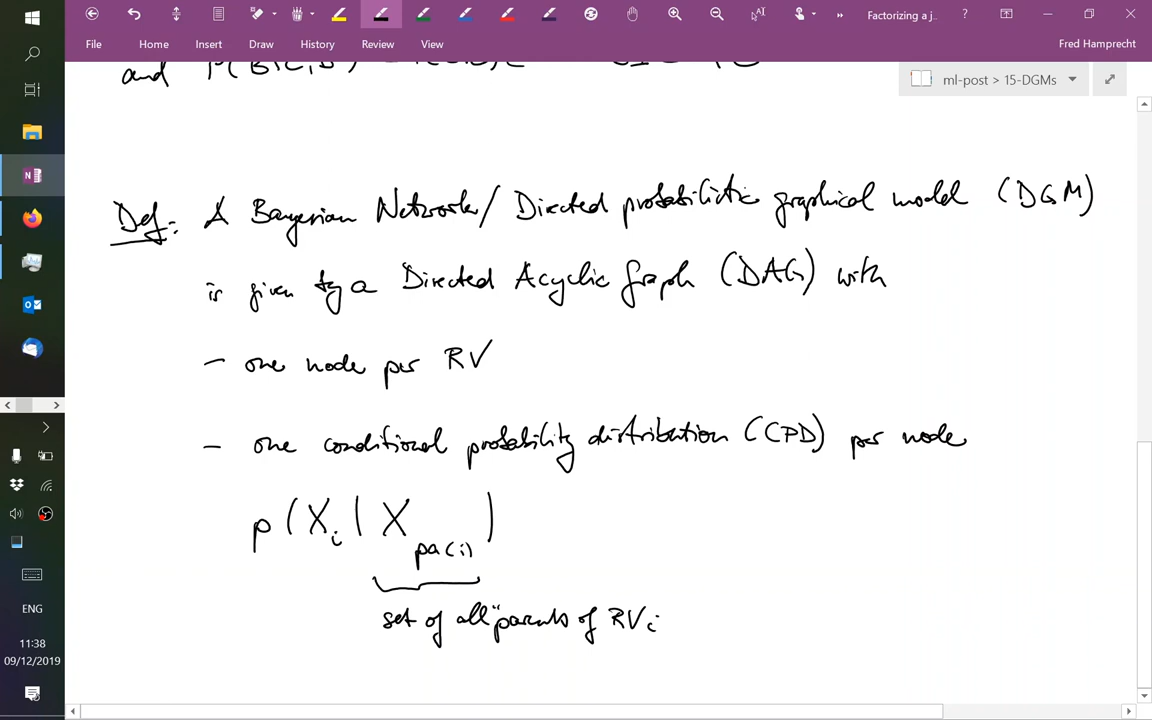 Factorizing a j..
File Home Insert Draw History Review View
Fred Hamprecht
and
ml-post > 15-DGMs
Def: A Bayesian Network/ Directed probabilistic graphical model (DGM)
is given by a Directed Acyclic Graph (DAG) with
- one node per RV
- one conditional probability distribution (CPD) per node
p(X_i | X_pa(i))
set of all "parents of RV i
ENG
11:38
09/12/2019